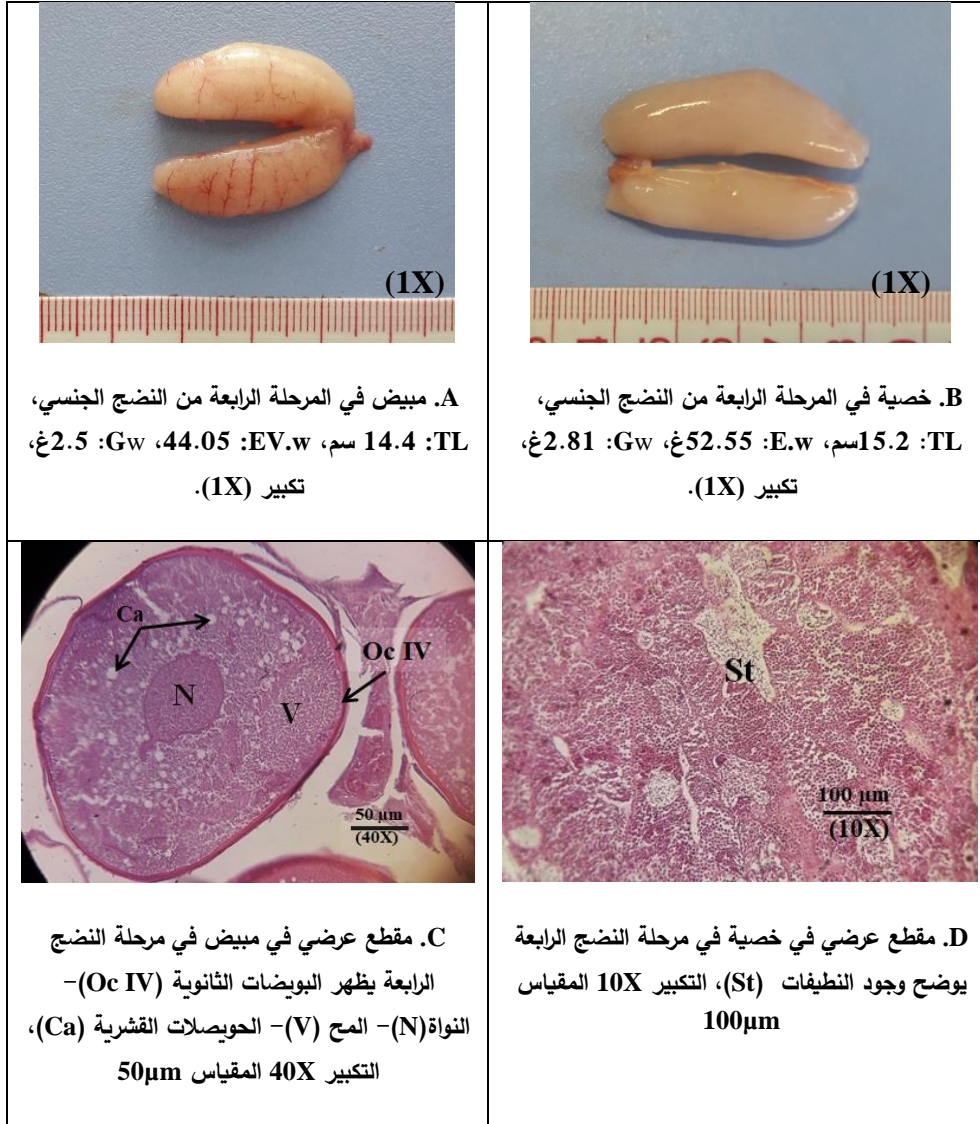 (1X)
(1X)
A. مبيض في المرحلة الرابعة من النضج الجنسي،
TL: 14.4 سم، EV.w: 44.05، Gw: 2.5غ،
تكبير (1X).
B. خصية في المرحلة الرابعة من النضج الجنسي،
TL: 15.2سم، E.w: 52.55غ، Gw: 2.81غ،
تكبير (1X).
Ca
Oc IV
N
V
50 µm
(40X)
St
100 µm
(10X)
C. مقطع عرضي في مبيض في مرحلة النضج
الرابعة يظهر البويضات الثانوية (Oc IV)-
النواة(N)- المح (V)- الحويصلات القشرية (Ca)،
التكبير 40X المقياس 50µm
D. مقطع عرضي في خصية في مرحلة النضج الرابعة
يوضح وجود النطيفات (St)، التكبير 10X المقياس
100µm